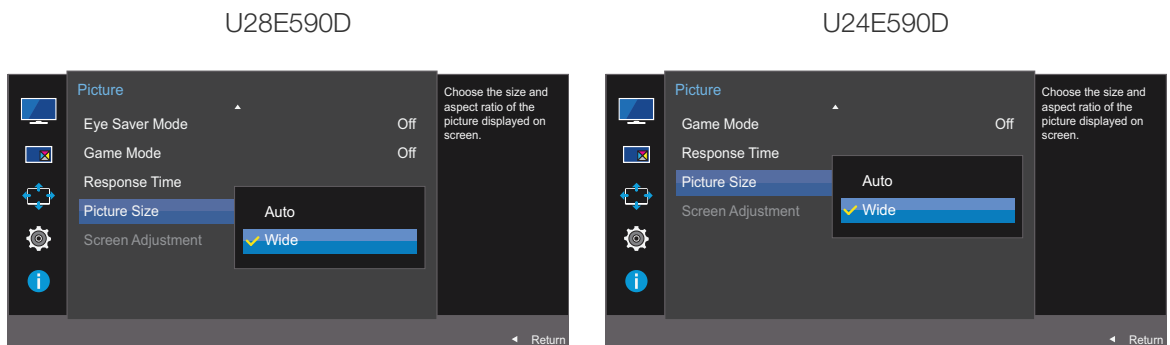 U28E590D
Picture
Eye Saver Mode Off
Game Mode Off
Response Time
Picture Size
Screen Adjustment
Auto
Wide
Choose the size and
aspect ratio of the
picture displayed on
screen.
Return
U24E590D
Picture
Game Mode Off
Response Time
Picture Size
Screen Adjustment
Auto
Wide
Choose the size and
aspect ratio of the
picture displayed on
screen.
Return